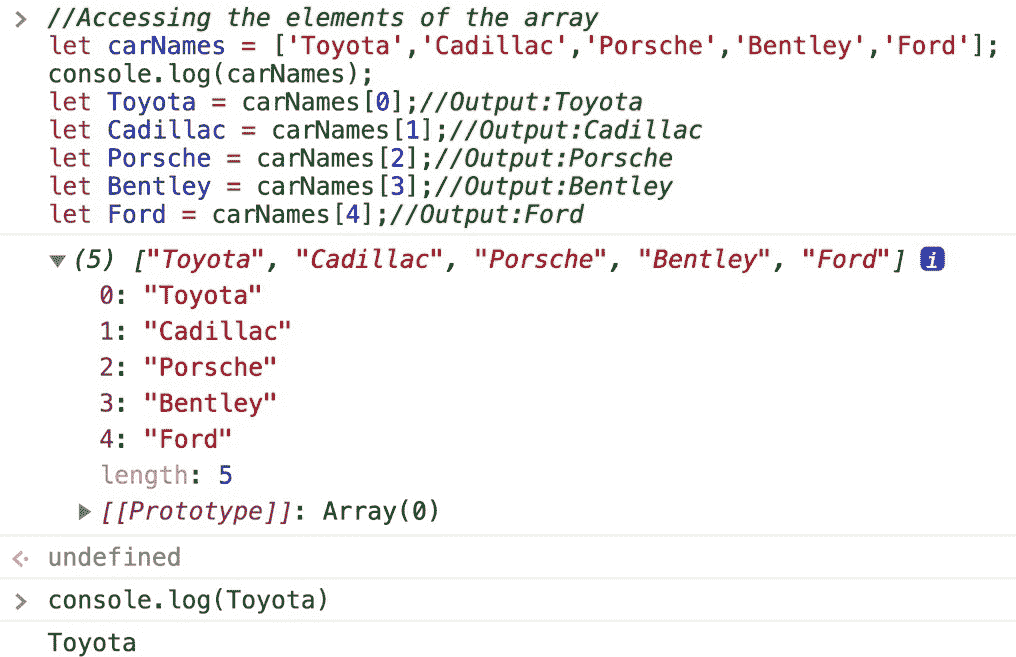 > //Accessing the elements of the array
let carNames = ['Toyota','Cadillac','Porsche','Bentley','Ford'];
console.log(carNames);
let Toyota = carNames[0];//Output:Toyota
let Cadillac = carNames[1];//Output:Cadillac
let Porsche = carNames[2];//Output:Porsche
let Bentley = carNames[3];//Output:Bentley
let Ford = carNames[4];//Output:Ford
▼ (5) ["Toyota", "Cadillac", "Porsche", "Bentley", "Ford"] i
0: "Toyota"
1: "Cadillac"
2: "Porsche"
3: "Bentley"
4: "Ford"
length: 5
▶ [[Prototype]]: Array(0)
<· undefined
> console.log(Toyota)
Toyota